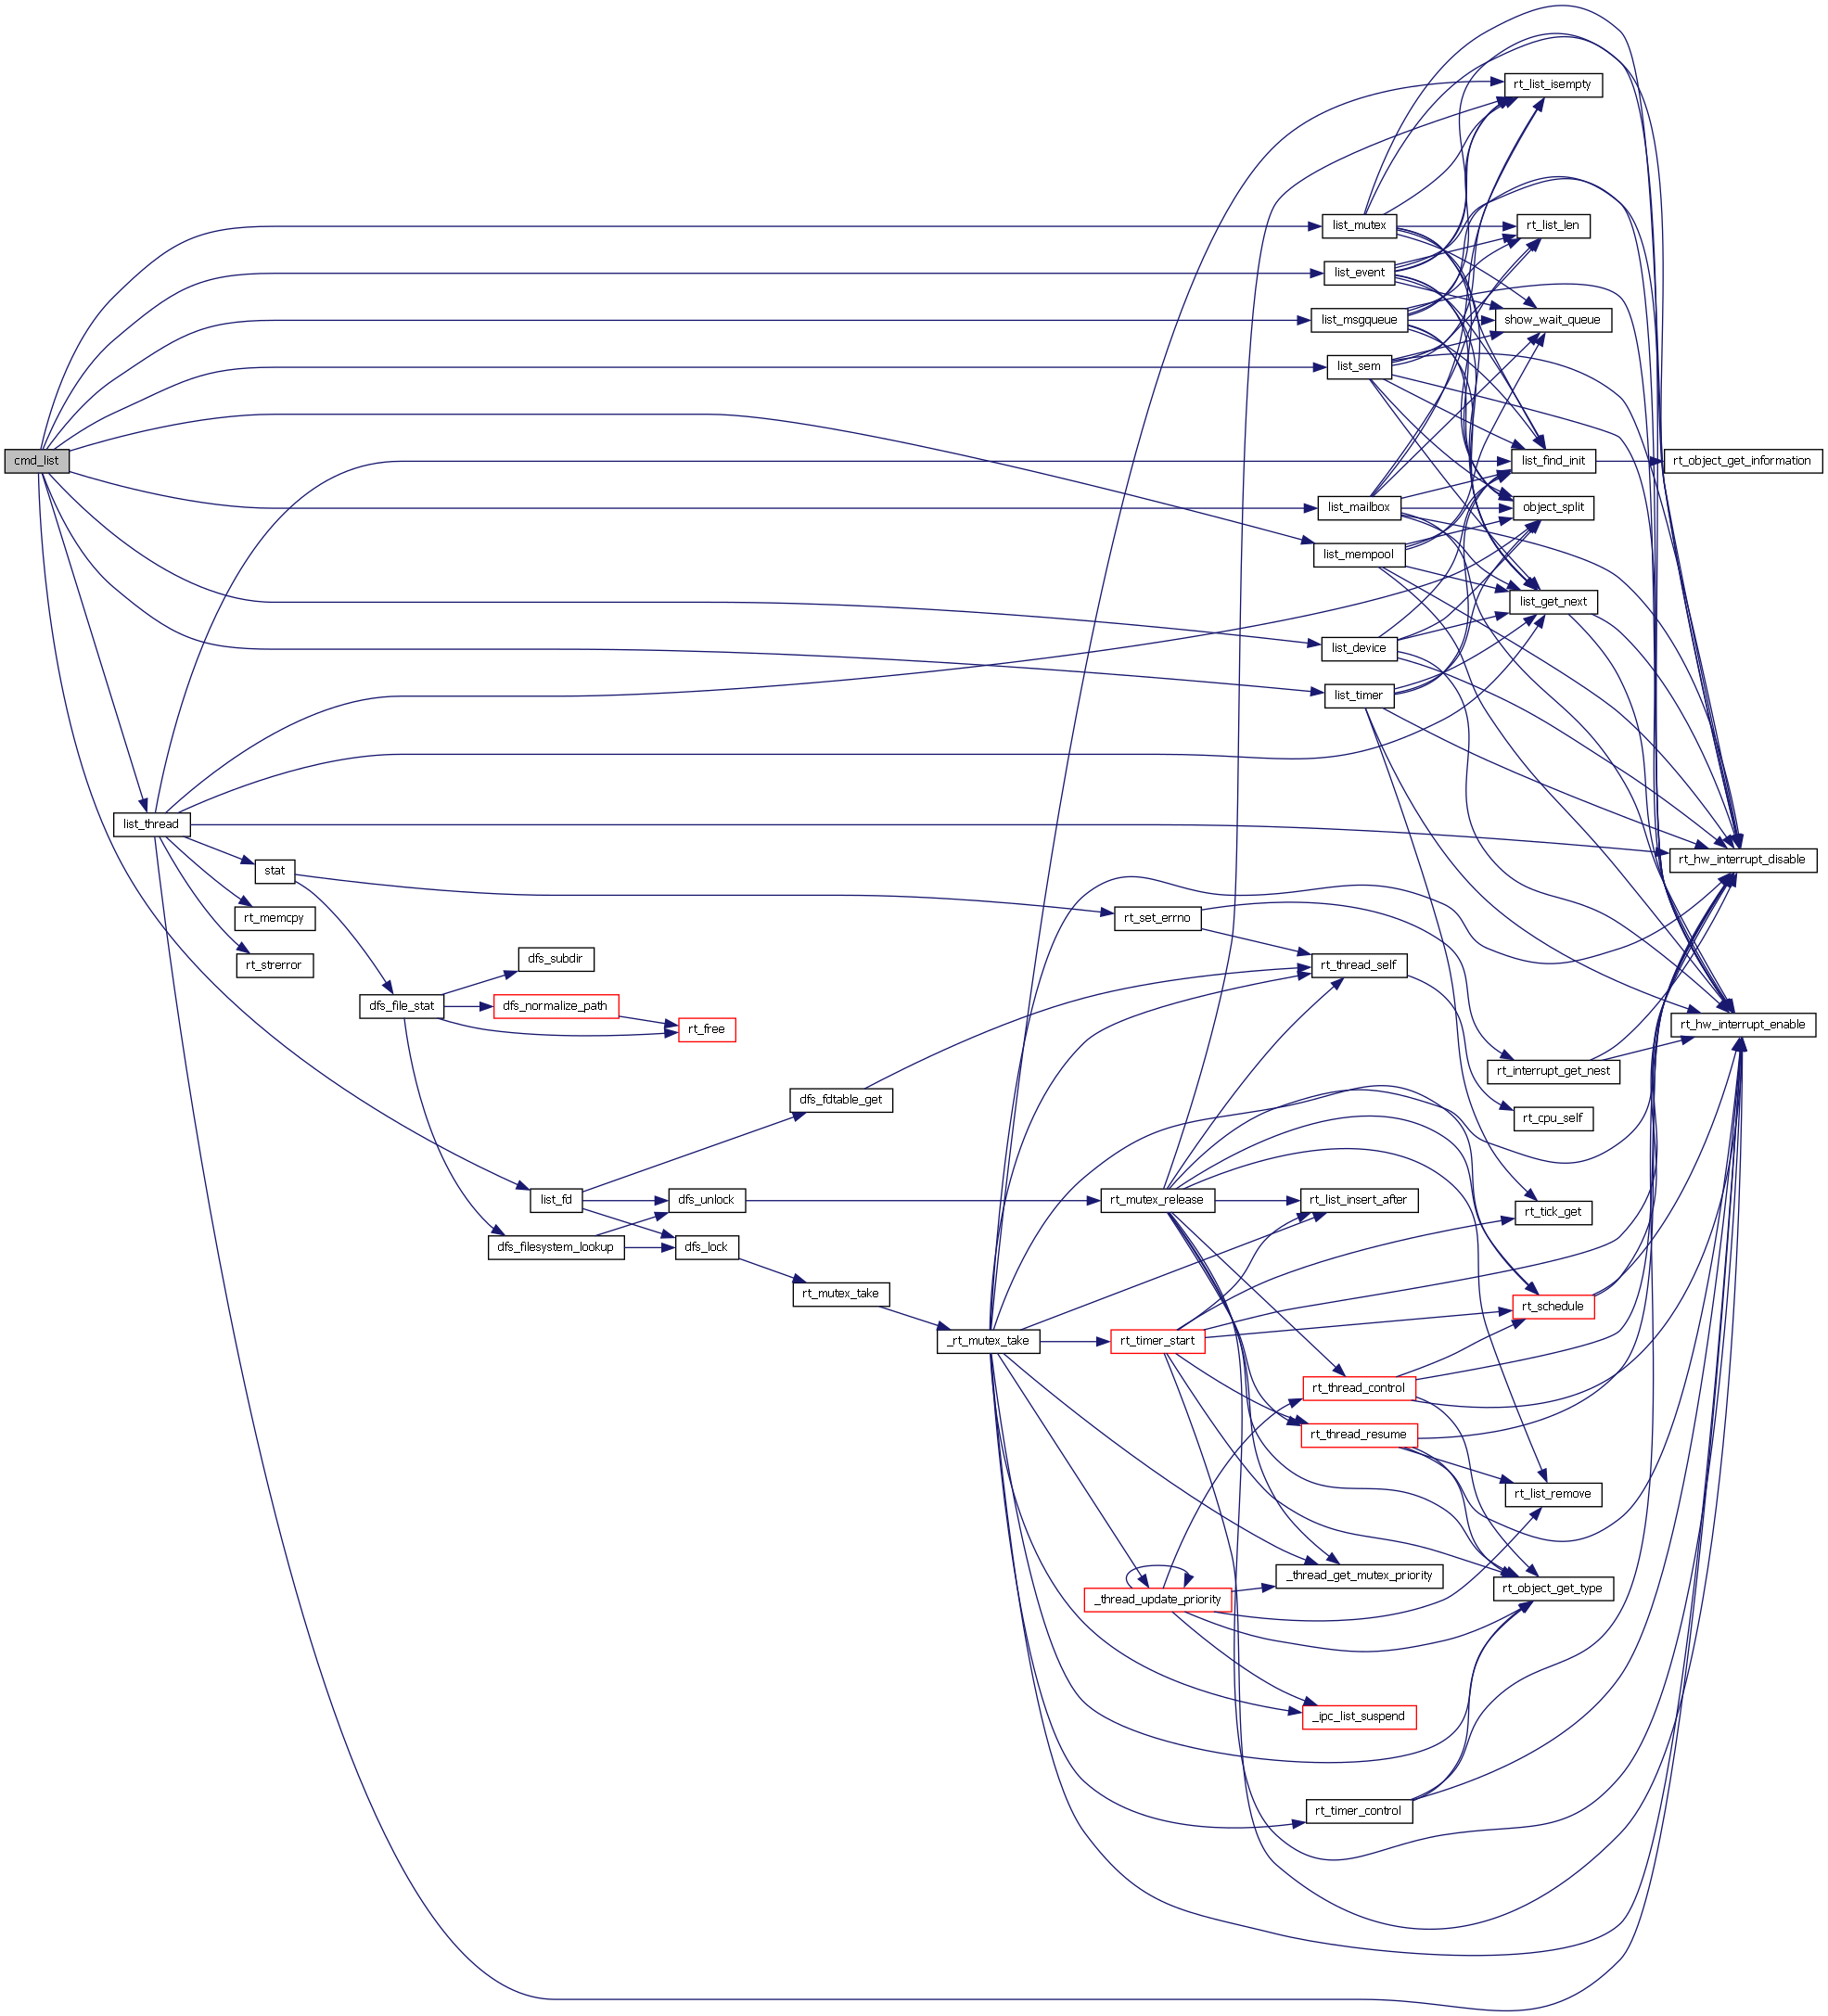 rt_list_isempty
list_mutex
rt_list_len
list_event
list_msgqueue
show_wait_queue
list_sem
cmd_list
list_find_init
rt_object_get_information
list_mailbox
object_split
list_mempool
list_get_next
list_device
list_timer
list_thread
rt_hw_interrupt_disable
stat
rt_memcpy
rt_set_errno
dfs_subdir
rt_strerror
rt_thread_self
dfs_file_stat
dfs_normalize_path
rt_free
rt_hw_interrupt_enable
rt_interrupt_get_nest
dfs_fdtable_get
rt_cpu_self
list_fd
dfs_unlock
rt_mutex_release
rt_list_insert_after
rt_tick_get
dfs_filesystem_lookup
dfs_lock
rt_mutex_take
rt_schedule
_rt_mutex_take
rt_timer_start
rt_thread_control
rt_thread_resume
rt_list_remove
_thread_get_mutex_priority
rt_object_get_type
_thread_update_priority
_ipc_list_suspend
rt_timer_control